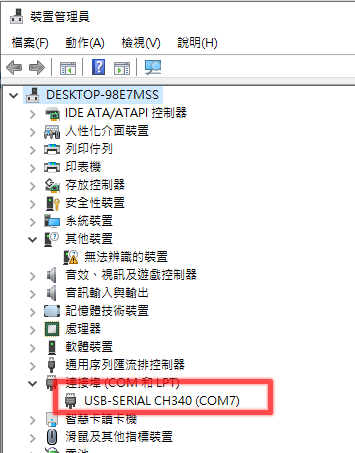 裝置管理員
檔案(F) 動作(A) 檢視(V) 說明(H)
DESKTOP-98E7MSS
IDE ATA/ATAPI 控制器
人性化介面裝置
列印佇列
印表機
存放控制器
安全性裝置
系統裝置
其他裝置
無法辨識的裝置
音效、視訊及遊戲控制器
音訊輸入與輸出
記憶體技術裝置
處理器
軟體裝置
通用序列匯流排控制器
連接埠 (COM 和 LPT)
USB-SERIAL CH340 (COM7)
智慧卡讀卡機
滑鼠及其他指標裝置